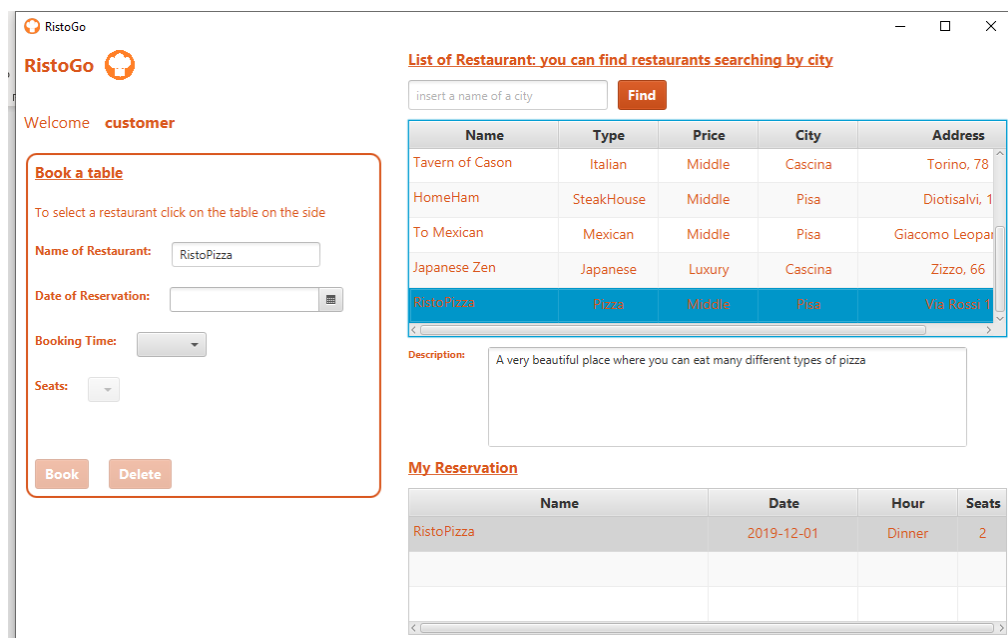 RistoGo
RistoGo
Welcome customer
Book a table
To select a restaurant click on the table on the side
Name of Restaurant: RistoPizza
Date of Reservation:
Booking Time:
Seats:
Book Delete
List of Restaurant: you can find restaurants searching by city
insert a name of a city Find
Name Type Price City Address
Tavern of Cason Italian Middle Cascina Torino, 78
HomeHam SteakHouse Middle Pisa Diotisalvi, 1
To Mexican Mexican Middle Pisa Giacomo Leopar
Japanese Zen Japanese Luxury Cascina Zizzo, 66
RistoPizza Pizza Middle Pisa Via Rossi 1
Description: A very beautiful place where you can eat many different types of pizza
My Reservation
Name Date Hour Seats
RistoPizza 2019-12-01 Dinner 2